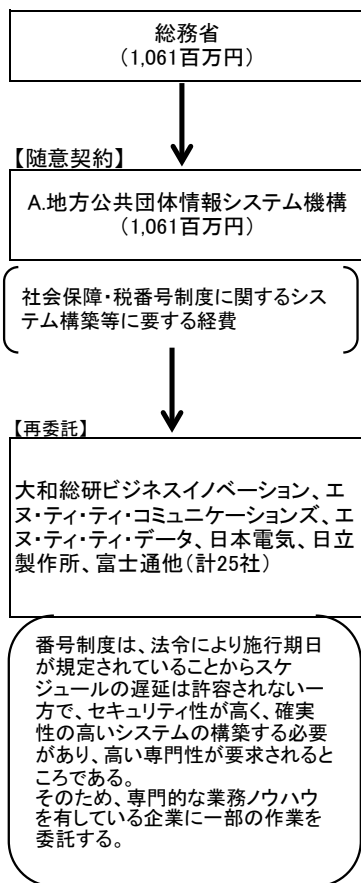 総務省
(1,061百万円)
【随意契約】
A.地方公共団体情報システム機構
(1,061百万円)
社会保障・税番号制度に関するシス
テム構築等に要する経費
【再委託】
大和総研ビジネスイノベーション、エ
ヌ・ティ・ティ・コミュニケーションズ、エ
ヌ・ティ・ティ・データ、日本電気、日立
製作所、富士通他(計25社)
番号制度は、法令により施行期日
が規定されていることからスケ
ジュールの遅延は許容されない一
方で、セキュリティ性が高く、確実
性の高いシステムの構築する必要
があり、高い専門性が要求されると
ころである。
そのため、専門的な業務ノウハウ
を有している企業に一部の作業を
委託する。